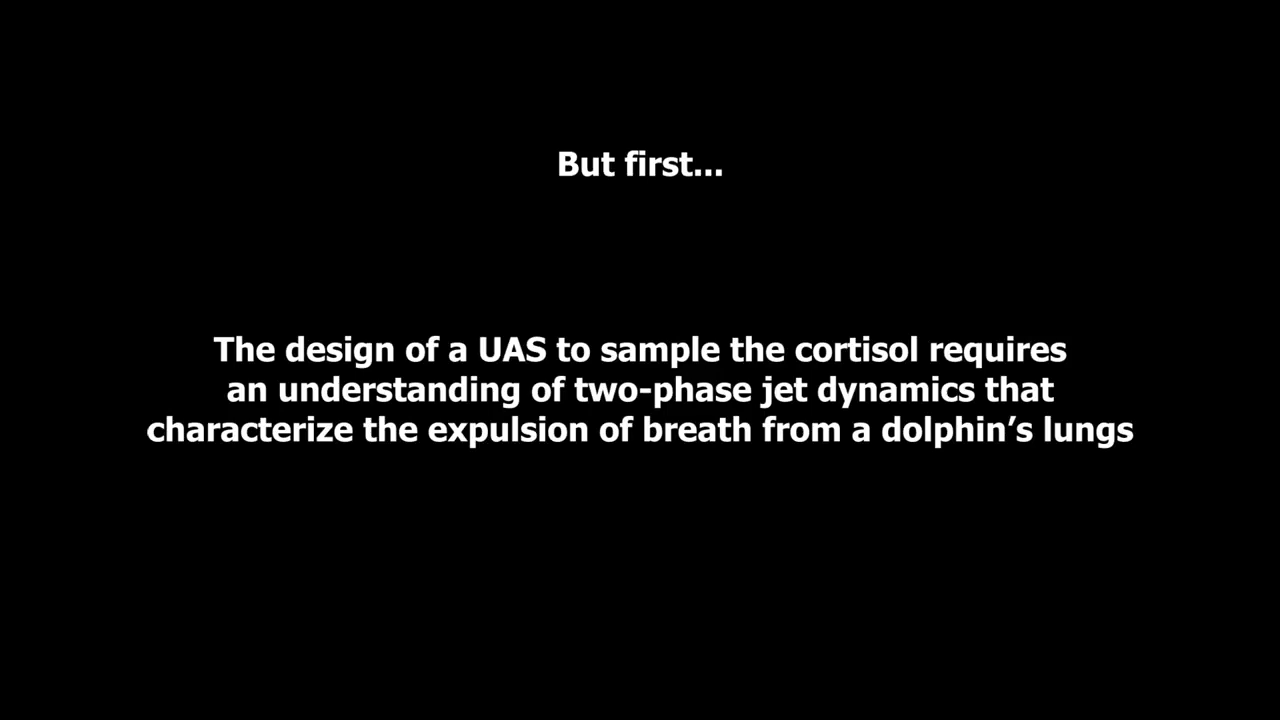 But first...
The design of a UAS to sample the cortisol requires
an understanding of two-phase jet dynamics that
characterize the expulsion of breath from a dolphin’s lungs